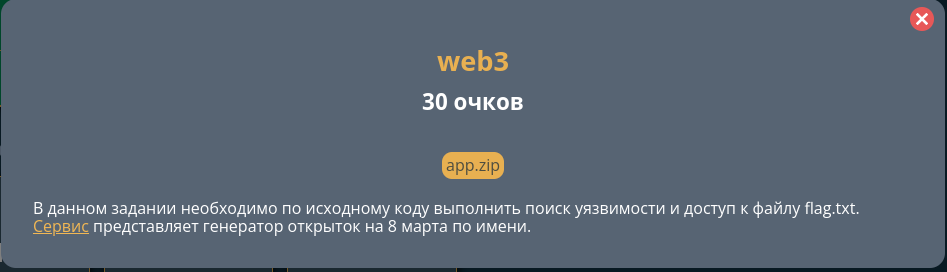 web3
30 очков
app.zip
В данном задании необходимо по исходному коду выполнить поиск уязвимости и доступ к файлу flag.txt.
Сервис представляет генератор открыток на 8 марта по имени.